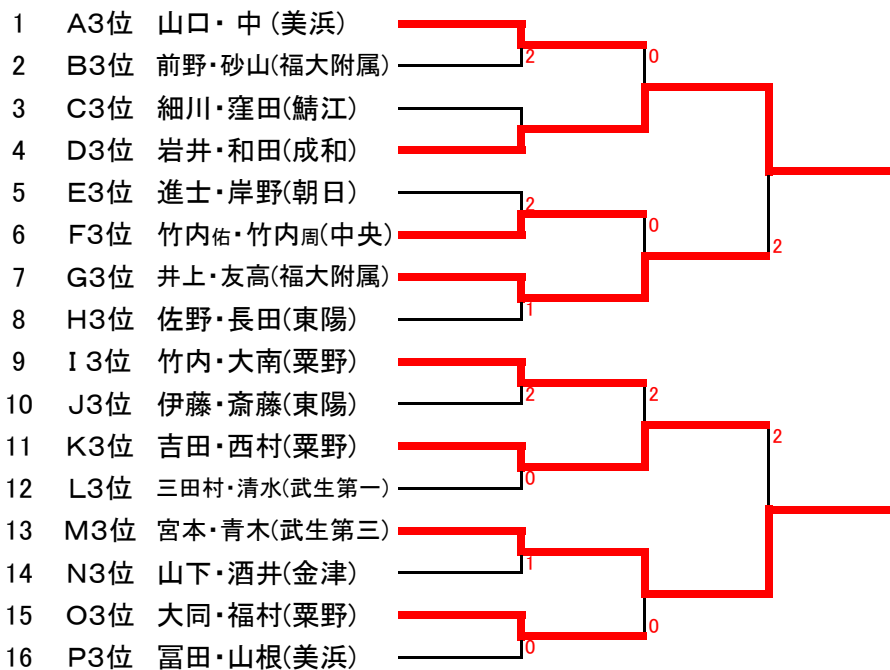 1 A3位 山口・中(美浜)
2 B3位 前野・砂山(福大附属)
2
0
3 C3位 細川・窪田(鯖江)
4 D3位 岩井・和田(成和)
5 E3位 進士・岸野(朝日)
2
0
6 F3位 竹内佑・竹内周(中央)
2
7 G3位 井上・友高(福大附属)
1
8 H3位 佐野・長田(東陽)
9 I3位 竹内・大南(粟野)
2
2
10 J3位 伊藤・斎藤(東陽)
2
11 K3位 吉田・西村(粟野)
0
12 L3位 三田村・清水(武生第一)
13 M3位 宮本・青木(武生第三)
1
14 N3位 山下・酒井(金津)
15 O3位 大同・福村(粟野)
0
0
16 P3位 冨田・山根(美浜)